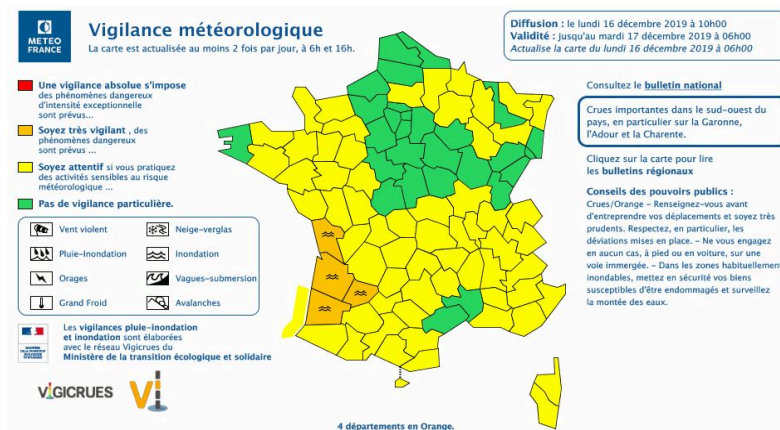 METEO
FRANCE
Vigilance météorologique
La carte est actualisée au moins 2 fois par jour, à 6h et 16h.
Diffusion : le lundi 16 décembre 2019 à 10h00
Validité : jusqu'au mardi 17 décembre 2019 à 06h00
Actualise la carte du lundi 16 décembre 2019 à 06h00
Une vigilance absolue s'impose
des phénomènes dangereux
d'intensité exceptionnelle
sont prévus...
Soyez très vigilant , des
phénomènes dangereux
sont prévus ...
Soyez attentif si vous pratiquez
des activités sensibles au risque
météorologique ...
Pas de vigilance particulière.
Vent violent
Neige-verglas
Pluie-Inondation
Inondation
Orages
Vagues-submersion
Grand Froid
Avalanches
Les vigilances pluie-inondation
et inondation sont élaborées
avec le réseau Vigicrues du
Ministère de la transition écologique et solidaire
VIGICRUES
Vi
4 départements en Orange.
Consultez le bulletin national
Crues importantes dans le sud-ouest du
pays, en particulier sur la Garonne,
l'Adour et la Charente.
Cliquez sur la carte pour lire
les bulletins régionaux
Conseils des pouvoirs publics :
Crues/Orange – Renseignez-vous avant
d'entreprendre vos déplacements et soyez très
prudents. Respectez, en particulier, les
déviations mises en place. – Ne vous engagez
en aucun cas, à pied ou en voiture, sur une
voie immergée. – Dans les zones habituellement
inondables, mettez en sécurité vos biens
susceptibles d'être endommagés et surveillez
la montée des eaux.